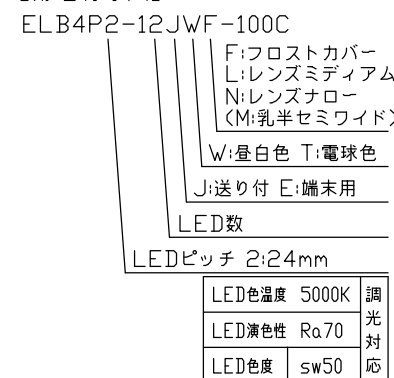 ELB4P2-12JWF-100C
F:フロストカバー
L:レンズミディアム
N:レンズナロー
(M:乳半セミワイド)
W:昼白色 T:電球色
J:送り付 E:端末用
LED数
LEDピッチ 2:24mm
LED色温度 5000K
LED演色性 Ra70
LED色度 sw50
調光対応